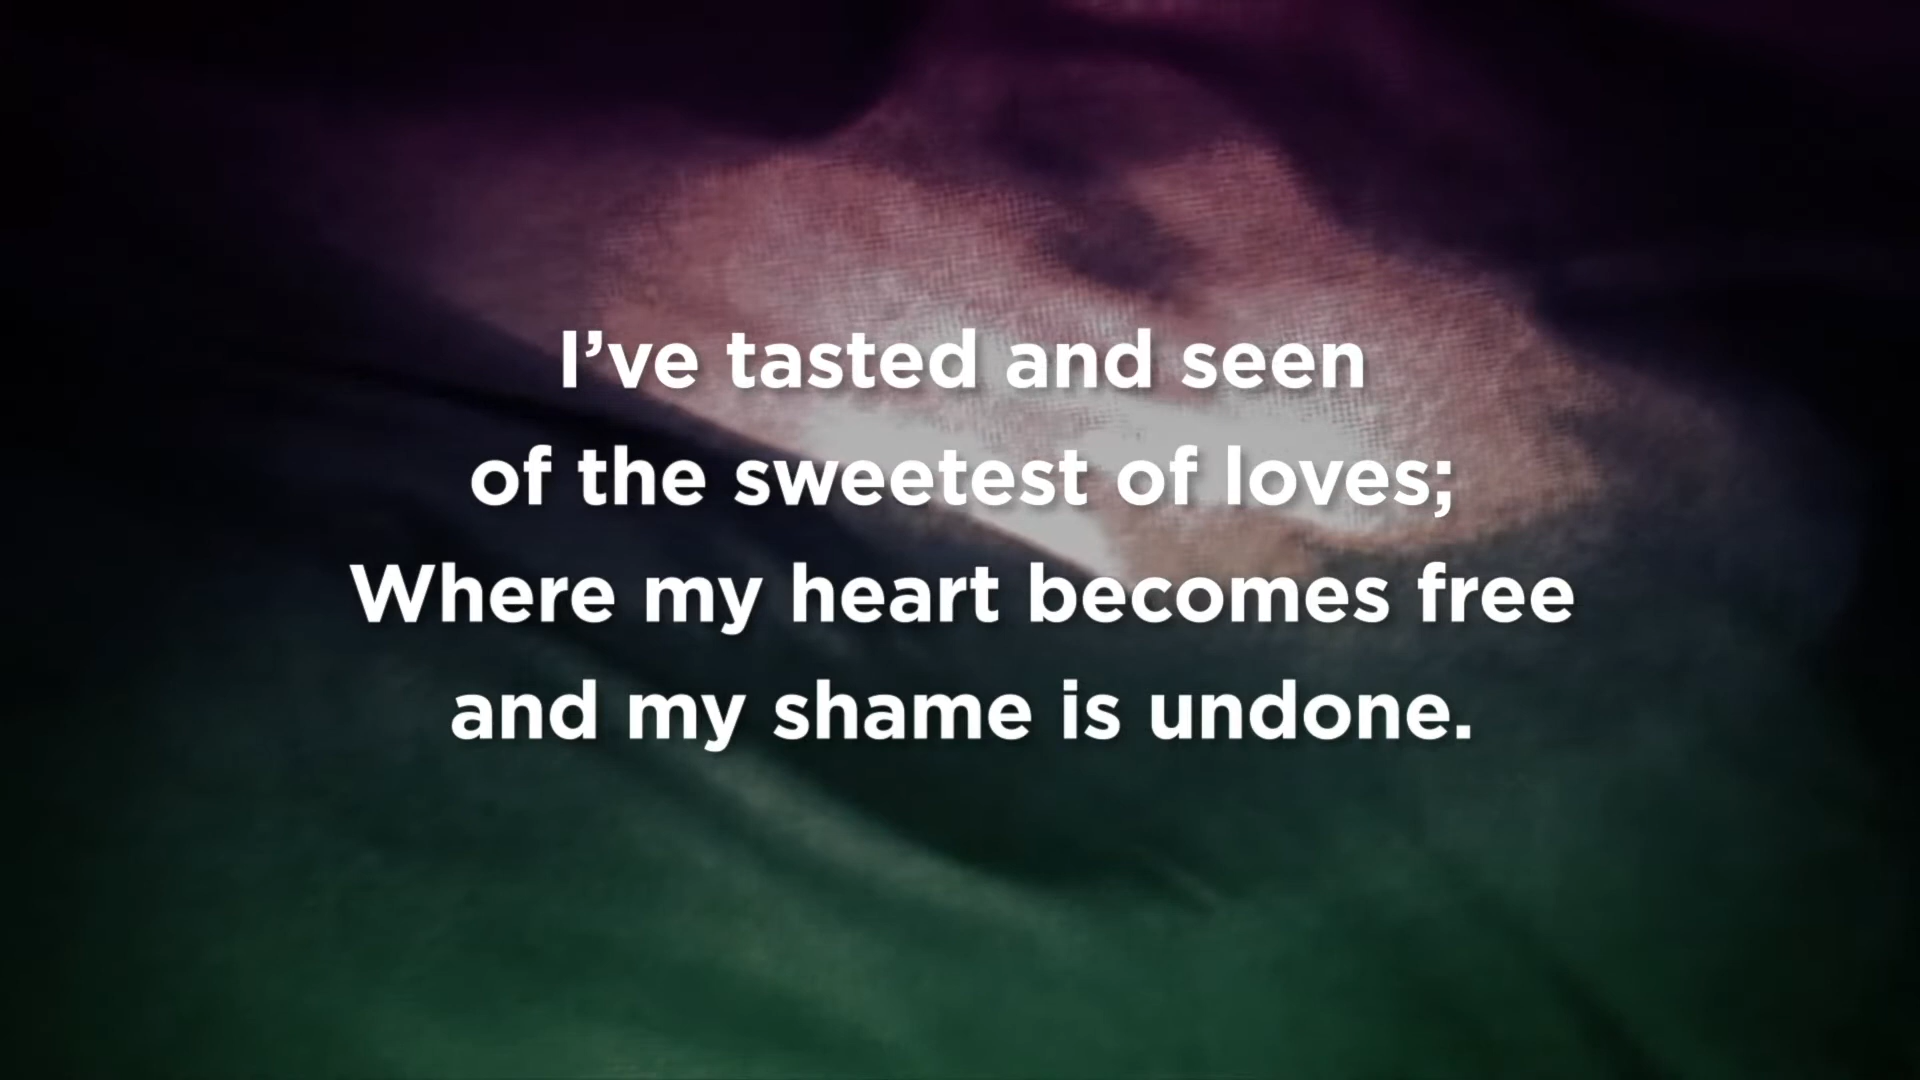 I’ve tasted and seen
of the sweetest of loves;
Where my heart becomes free
and my shame is undone.